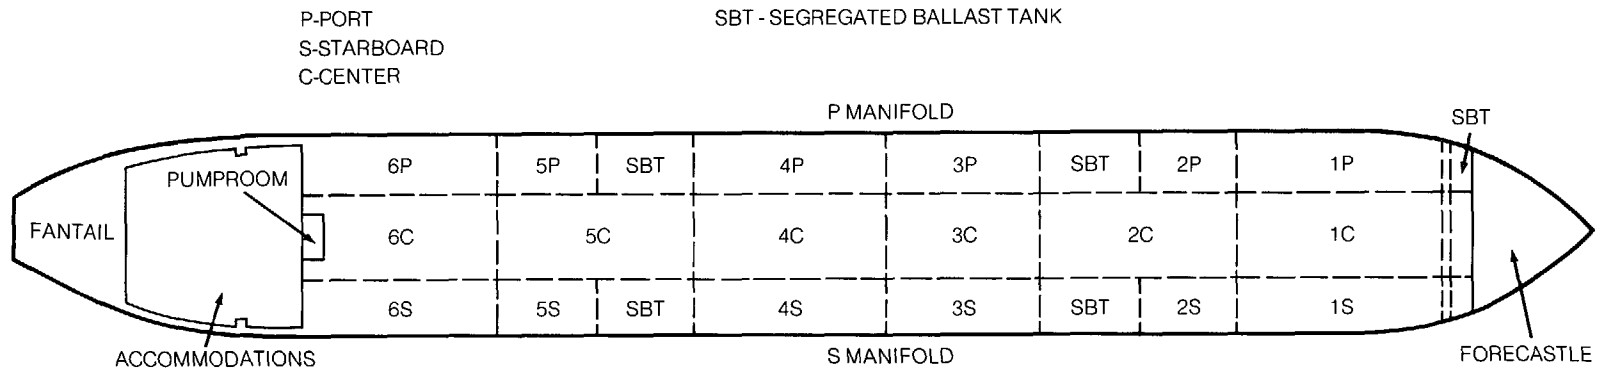 P-PORT
S-STARBOARD
C-CENTER
SBT - SEGREGATED BALLAST TANK
P MANIFOLD
SBT
6P 5P SBT 4P 3P SBT 2P 1P
PUMPROOM
FANTAIL 6C 5C 4C 3C 2C 1C
6S 5S SBT 4S 3S SBT 2S 1S
ACCOMMODATIONS
S MANIFOLD
FORECASTLE